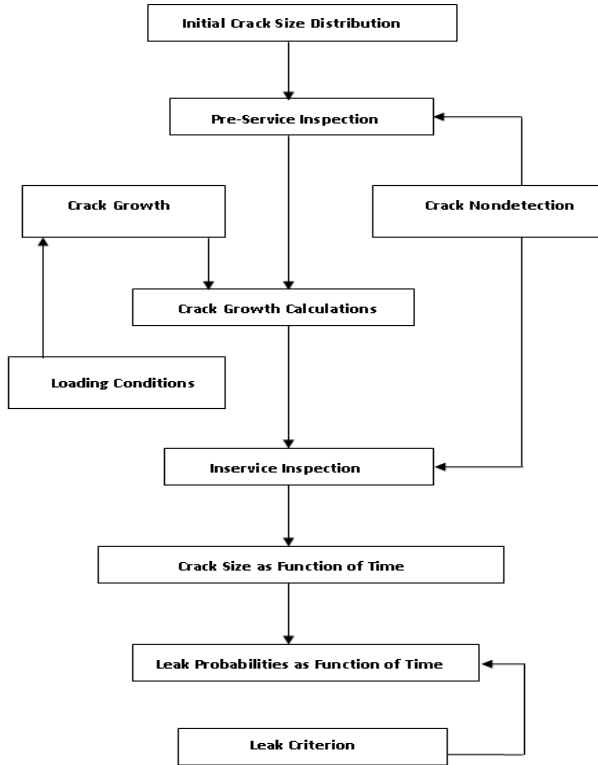 Initial Crack Size Distribution
Pre-Service Inspection
Crack Growth
Crack Nondetection
Crack Growth Calculations
Loading Conditions
Inservice Inspection
Crack Size as Function of Time
Leak Probabilities as Function of Time
Leak Criterion